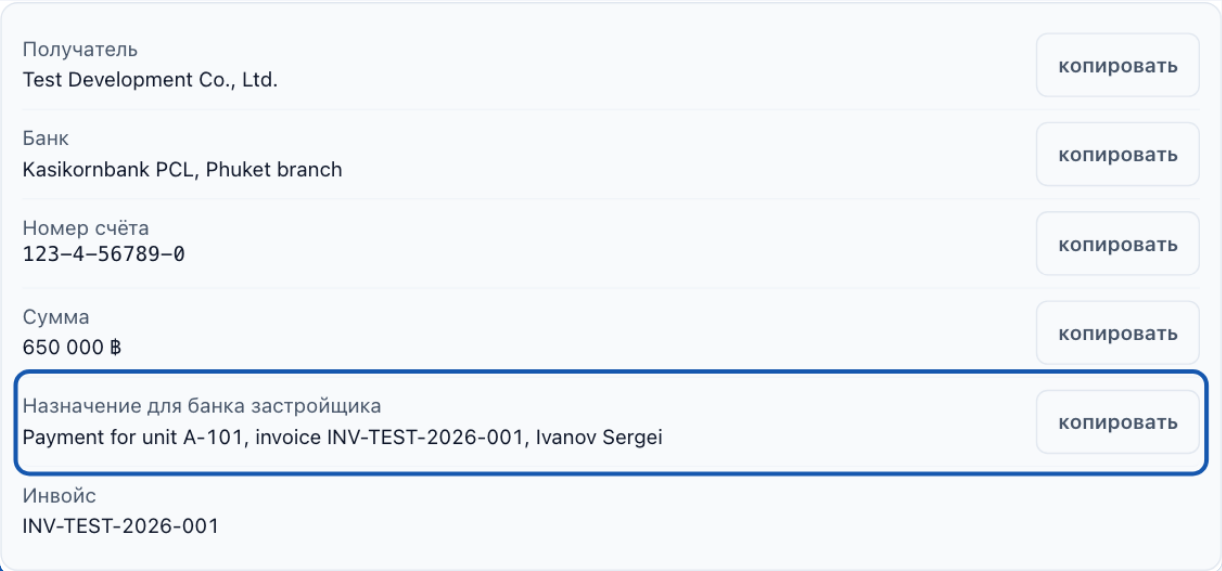 Получатель
Test Development Co., Ltd.
копировать
Банк
Kasikornbank PCL, Phuket branch
копировать
Номер счёта
123–4–56789–0
копировать
Сумма
650 000 ฿
копировать
Назначение для банка застройщика
Payment for unit A-101, invoice INV-TEST-2026-001, Ivanov Sergei
копировать
Инвойс
INV-TEST-2026-001